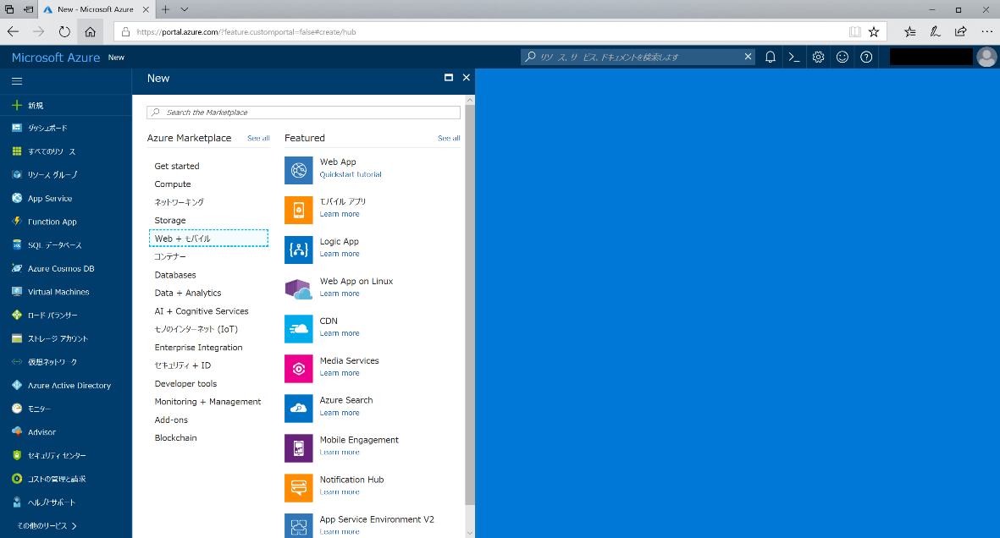 New - Microsoft Azure
https://portal.azure.com/?feature.customportal=false#create/hub
Microsoft Azure New
リソース、サービス、ドキュメントを検索します
新規
ダッシュボード
すべてのリソース
リソース グループ
App Service
Function App
SQL データベース
Azure Cosmos DB
Virtual Machines
ロード バランサー
ストレージ アカウント
仮想ネットワーク
Azure Active Directory
モニター
Advisor
セキュリティ センター
コストの管理と請求
ヘルプとサポート
その他のサービス
New
Search the Marketplace
Azure Marketplace See all
Get started
Compute
ネットワーキング
Storage
Web + モバイル
コンテナー
Databases
Data + Analytics
AI + Cognitive Services
モノのインターネット (IoT)
Enterprise Integration
セキュリティ + ID
Developer tools
Monitoring + Management
Add-ons
Blockchain
Featured See all
Web App
Quickstart tutorial
モバイル アプリ
Learn more
Logic App
Learn more
Web App on Linux
Learn more
CDN
Learn more
Media Services
Learn more
Azure Search
Learn more
Mobile Engagement
Learn more
Notification Hub
Learn more
App Service Environment V2
Learn more